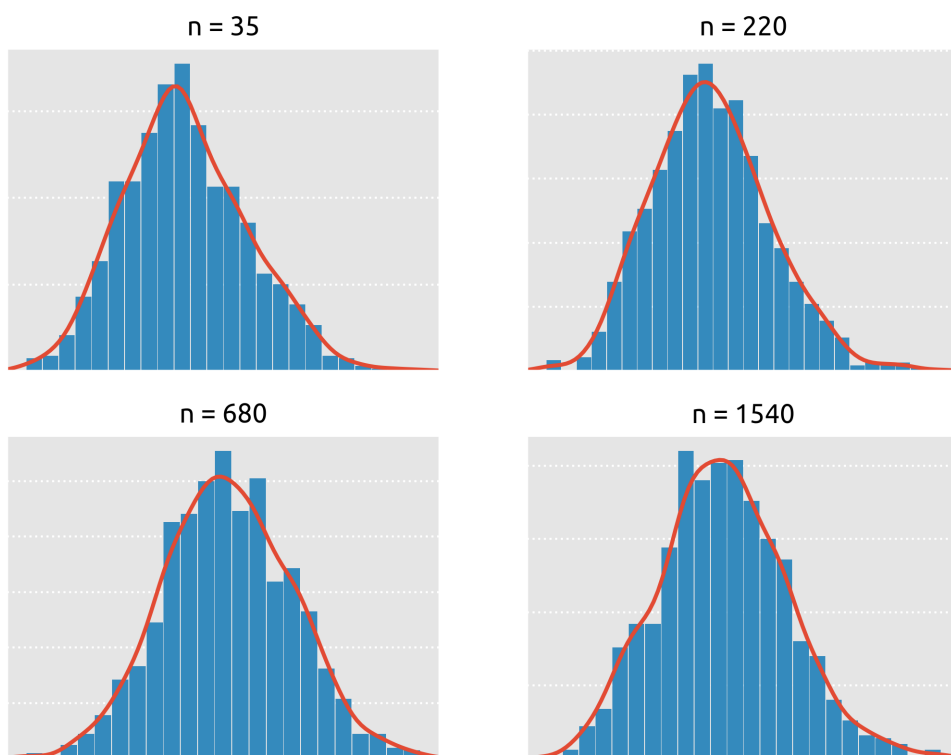 n = 35
n = 220
n = 680
n = 1540